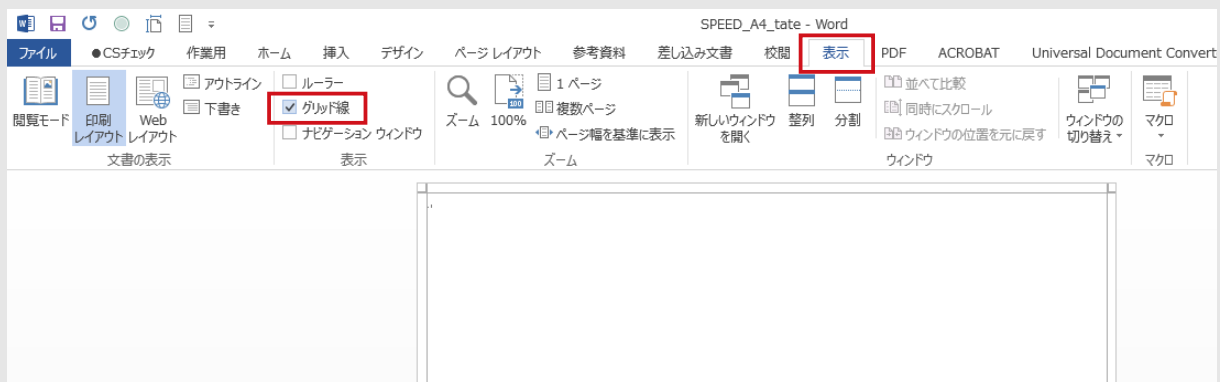 SPEED_A4_tate - Word
ファイル ●CSチェック 作業用 ホーム 挿入 デザイン ページ レイアウト 参考資料 差し込み文書 校閲 表示 PDF ACROBAT Universal Document Convert
閲覧モード 印刷レイアウト Webレイアウト
アウトライン
下書き
文書の表示
ルーラー
グリッド線
ナビゲーション ウィンドウ
表示
ズーム 100%
100
1 ページ
複数ページ
ページ幅を基準に表示
ズーム
新しいウィンドウを開く 整列 分割
並べて比較
同時にスクロール
ウィンドウの位置を元に戻す
ウィンドウの切り替え
ウィンドウ
マクロ
マクロ